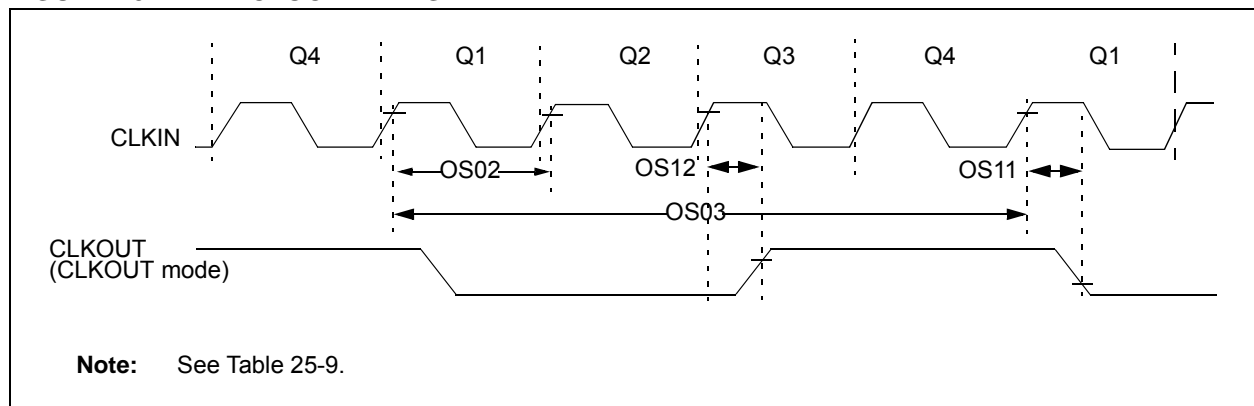 Q4 Q1 Q2 Q3 Q4 Q1
CLKIN
OS02 OS12 OS11
OS03
CLKOUT
(CLKOUT mode)
Note: See Table 25-9.